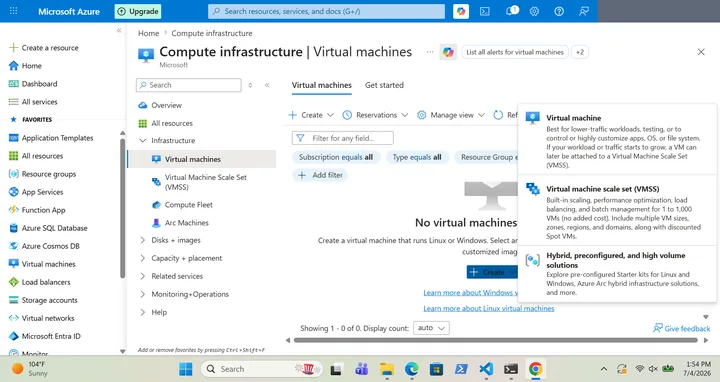 Microsoft Azure
Upgrade
Search resources, services, and docs (G+/)
1
Create a resource
Home
Dashboard
All services
FAVORITES
Application Templates
All resources
Resource groups
App Services
Function App
Azure SQL Database
Azure Cosmos DB
Virtual machines
Load balancers
Storage accounts
Virtual networks
Microsoft Entra ID
Monitor
Home > Compute infrastructure
Compute infrastructure | Virtual machines
Microsoft
List all alerts for virtual machines
+2
Search
Overview
All resources
Infrastructure
Virtual machines
Virtual Machine Scale Set
(VMSS)
Compute Fleet
Arc Machines
Disks + images
Capacity + placement
Related services
Monitoring+Operations
Help
Add or remove favorites by pressing Ctrl+Shift+F
Virtual machines
Get started
Create
Reservations
Manage view
Ref
Filter for any field...
Subscription equals all
Type equals all
Resource Group e
Add filter
No virtual machines
Create a virtual machine that runs Linux or Windows. Select an
customized imag
Create
Learn more about Windows v
Learn more about Linux virtual machines
Showing 1 - 0 of 0. Display count:
auto
Give feedback
Virtual machine
Best for lower-traffic workloads, testing, or to
control or highly customize apps, OS, or file system.
If your workload or traffic starts to grow, a VM can
later be attached to a Virtual Machine Scale Set
(VMSS).
Virtual machine scale set (VMSS)
Built-in scaling, performance optimization, load
balancing, and batch management for 1 to 1,000
VMs (no added cost). Include multiple VM sizes,
zones, regions, and domains, along with discounted
Spot VMs.
Hybrid, preconfigured, and high volume
solutions
Explore pre-configured Starter kits for Linux and
Windows, Azure Arc hybrid infrastructure solutions,
and more.
104°F
Sunny
Search
1:54 PM
7/4/2026